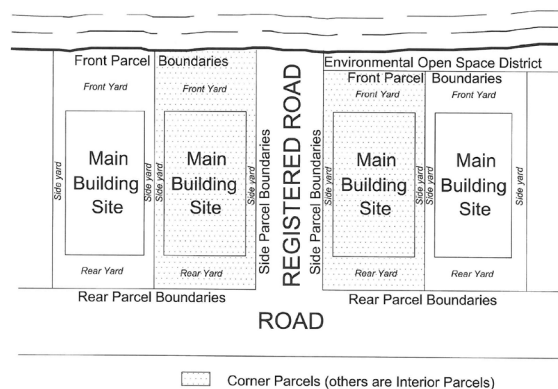 Front Parcel Boundaries
Environmental Open Space District
Front Parcel Boundaries
Front Yard
Front Yard
Front Yard
Front Yard
Side yard
Main
Building
Site
Side yard
Side yard
Main
Building
Site
Side yard
Side Parcel Boundaries
REGISTERED ROAD
Side Parcel Boundaries
Side yard
Main
Building
Site
Side yard
Side yard
Main
Building
Site
Side yard
Rear Yard
Rear Yard
Rear Yard
Rear Yard
Rear Parcel Boundaries
Rear Parcel Boundaries
ROAD
Corner Parcels (others are Interior Parcels)